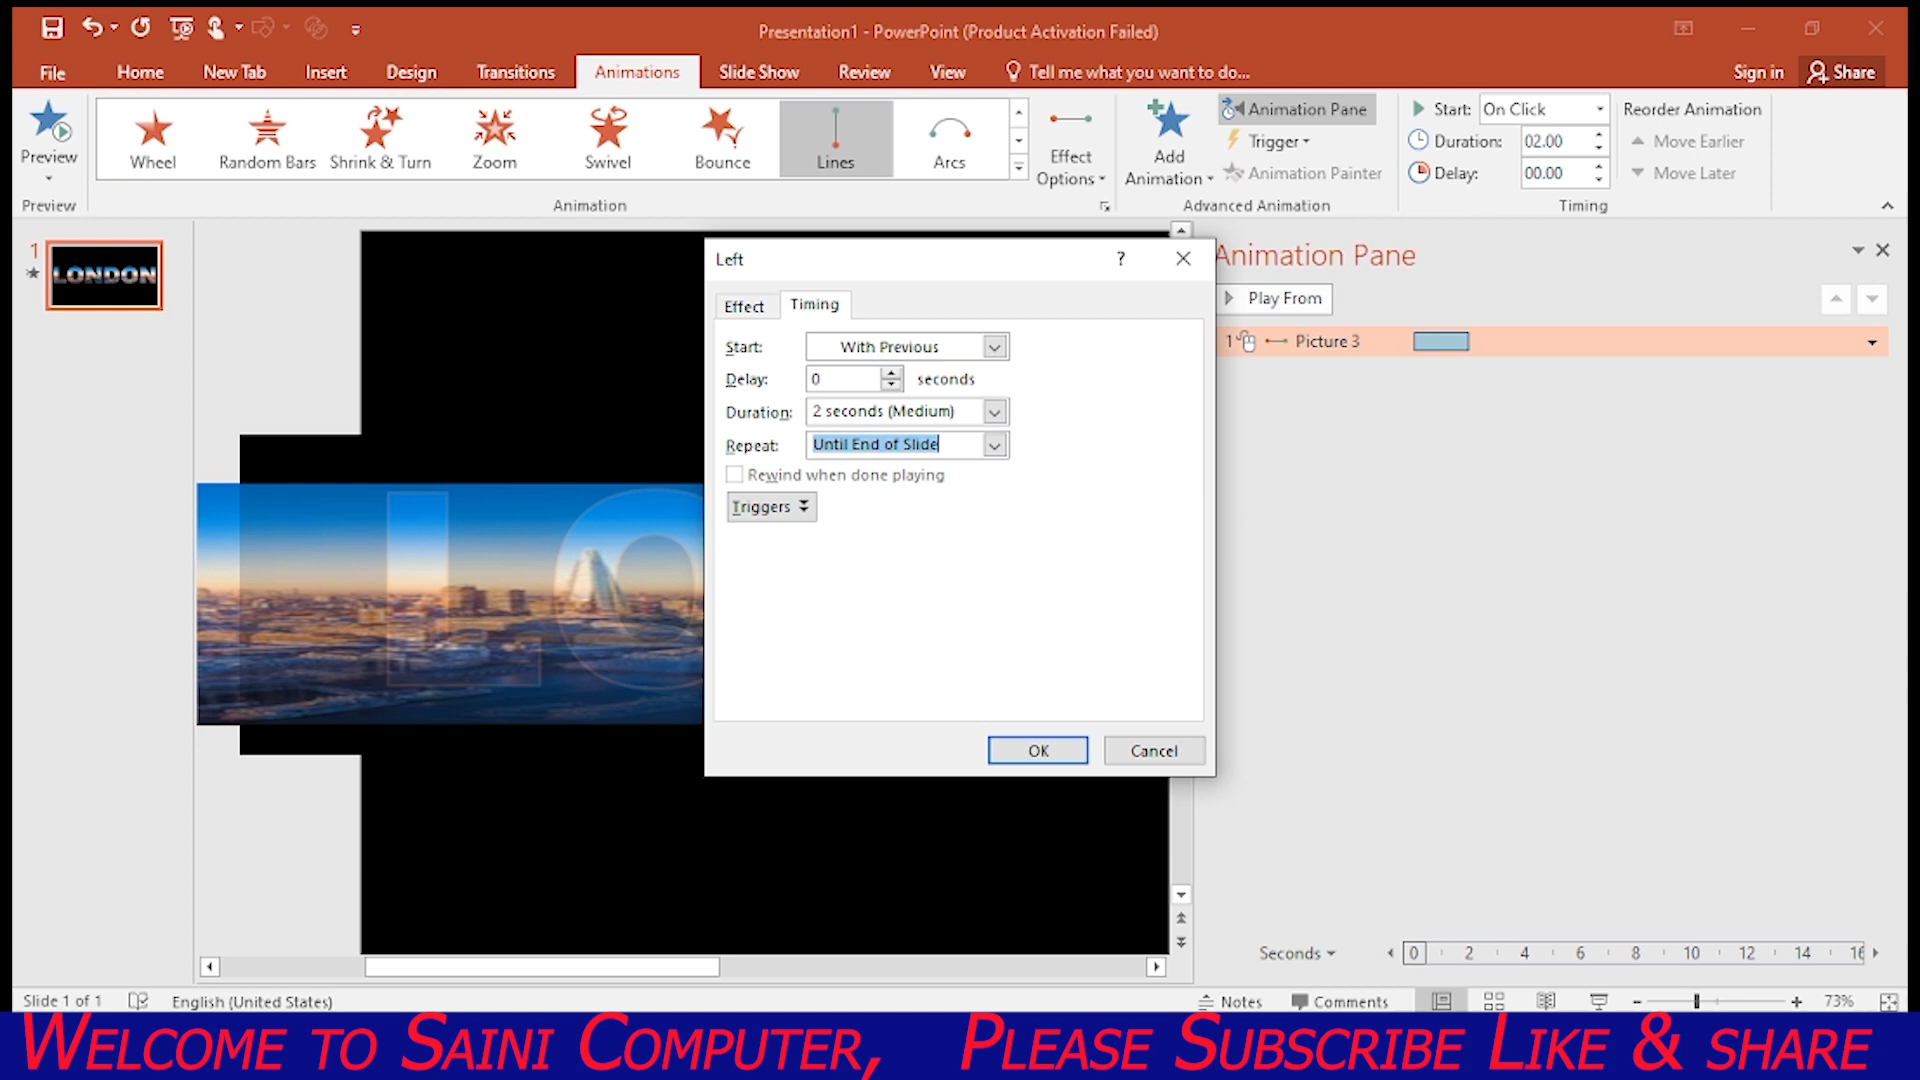 Presentation1 - PowerPoint (Product Activation Failed)
File Home New Tab Insert Design Transitions Animations Slide Show Review View Tell me what you want to do... Sign in Share
Preview
Wheel Random Bars Shrink & Turn Zoom Swivel Bounce Lines Arcs
Effect Options
Add Animation
Animation Pane
Trigger
Animation Painter
Start: On Click
Duration: 02.00
Delay: 00.00
Reorder Animation
Move Earlier
Move Later
Preview Animation Advanced Animation Timing
1
LONDON
LO
Left ?
Effect Timing
Start: With Previous
Delay: 0 seconds
Duration: 2 seconds (Medium)
Repeat: Until End of Slide
Rewind when done playing
Triggers
OK Cancel
Animation Pane
Play From
1 Picture 3
Seconds 0 2 4 6 8 10 12 14 16
Slide 1 of 1 English (United States) Notes Comments 73%
WELCOME TO SAINI COMPUTER, PLEASE SUBSCRIBE LIKE & SHARE